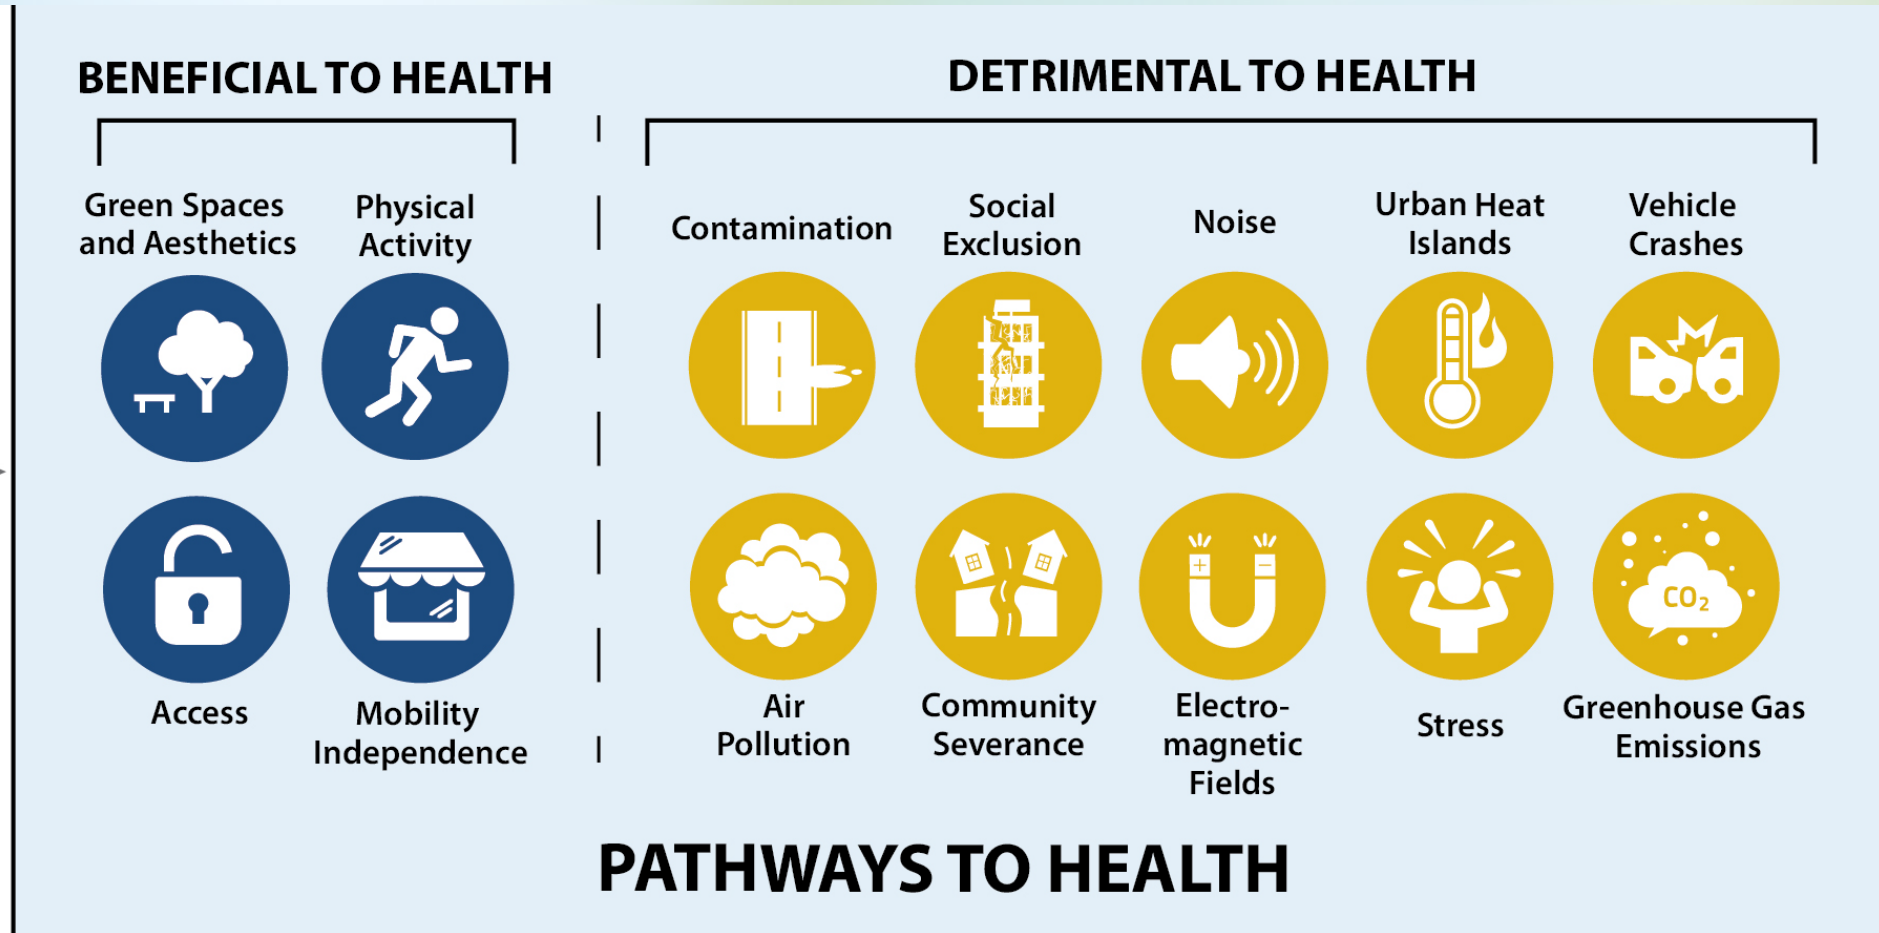 BENEFICIAL TO HEALTH
Green Spaces
and Aesthetics
Physical
Activity
Access
Mobility
Independence
DETRIMENTAL TO HEALTH
Contamination
Social
Exclusion
Noise
Urban Heat
Islands
Vehicle
Crashes
+
−
CO₂
Air
Pollution
Community
Severance
Electro-
magnetic
Fields
Stress
Greenhouse Gas
Emissions
PATHWAYS TO HEALTH